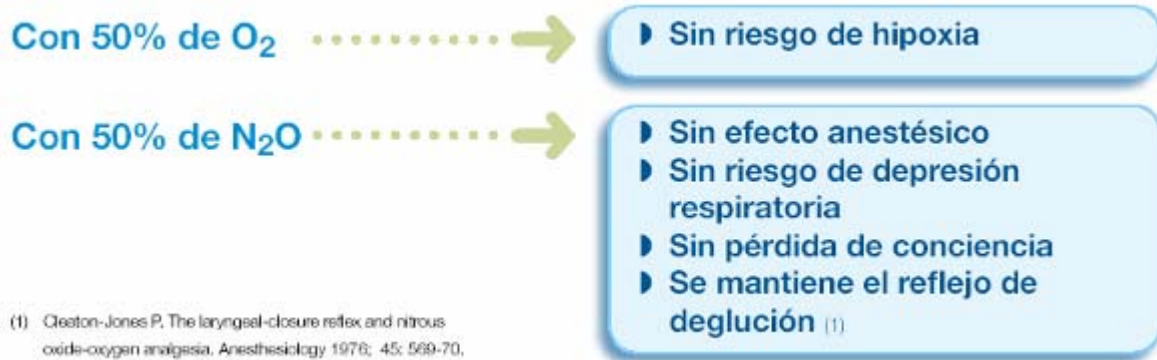 Con 50% de O₂
◗ Sin riesgo de hipoxia
Con 50% de N₂O
◗ Sin efecto anestésico
◗ Sin riesgo de depresión
respiratoria
◗ Sin pérdida de conciencia
◗ Se mantiene el reflejo de
deglución (1)
(1) Cleaton-Jones P. The laryngeal-closure reflex and nitrous
oxide-oxygen analgesia. Anesthesiology 1976; 45: 569-70.